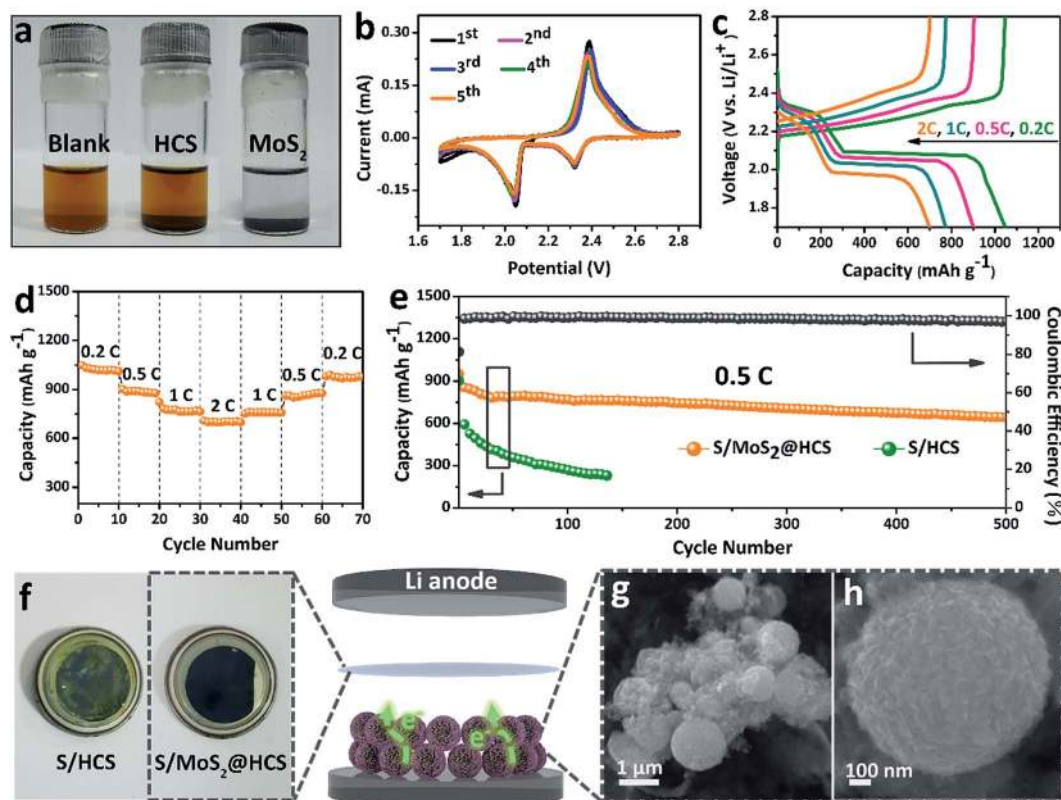 a
Blank HCS MoS₂
b
1ˢᵗ 2ⁿᵈ
3ʳᵈ 4ᵗʰ
5ᵗʰ
Current (mA)
0.30
0.15
0.00
-0.15
1.6 1.8 2.0 2.2 2.4 2.6 2.8
Potential (V)
c
Voltage (V vs. Li/Li⁺)
2.8
2.6
2.4
2.2
2.0
1.8
2C, 1C, 0.5C, 0.2C
0 200 400 600 800 1000 1200
Capacity (mAh g⁻¹)
d
Capacity (mAh g⁻¹)
1500
1200
900
600
300
0.2 C 0.5 C 1 C 2 C 1 C 0.5 C 0.2 C
0 10 20 30 40 50 60 70
Cycle Number
e
Capacity (mAh g⁻¹)
1500
1200
900
600
300
0
0.5 C
S/MoS₂@HCS S/HCS
100
80
60
40
20
0
Coulombic Efficiency (%)
0 100 200 300 400 500
Cycle Number
f
S/HCS S/MoS₂@HCS
Li anode
e⁻ e⁻
g
1 μm
h
100 nm